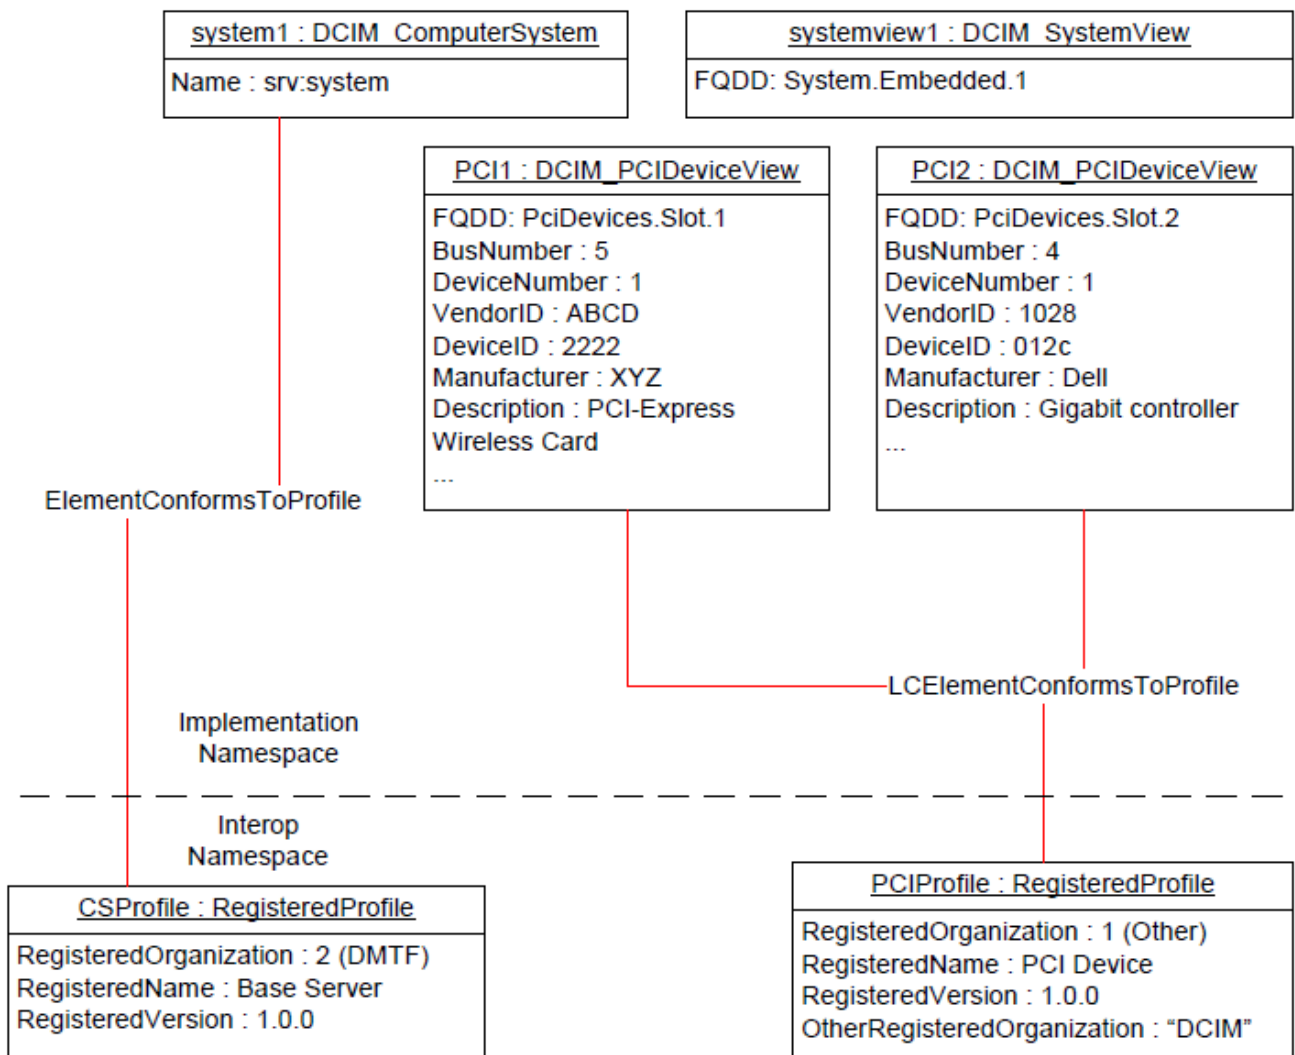 system1 : DCIM_ComputerSystem
Name : srv:system
systemview1 : DCIM_SystemView
FQDD: System.Embedded.1
PCI1 : DCIM_PCIDeviceView
FQDD: PciDevices.Slot.1
BusNumber : 5
DeviceNumber : 1
VendorID : ABCD
DeviceID : 2222
Manufacturer : XYZ
Description : PCI-Express
Wireless Card
...
PCI2 : DCIM_PCIDeviceView
FQDD: PciDevices.Slot.2
BusNumber : 4
DeviceNumber : 1
VendorID : 1028
DeviceID : 012c
Manufacturer : Dell
Description : Gigabit controller
...
ElementConformsToProfile
LCElementConformsToProfile
Implementation
Namespace
Interop
Namespace
CSProfile : RegisteredProfile
RegisteredOrganization : 2 (DMTF)
RegisteredName : Base Server
RegisteredVersion : 1.0.0
PCIProfile : RegisteredProfile
RegisteredOrganization : 1 (Other)
RegisteredName : PCI Device
RegisteredVersion : 1.0.0
OtherRegisteredOrganization : “DCIM”